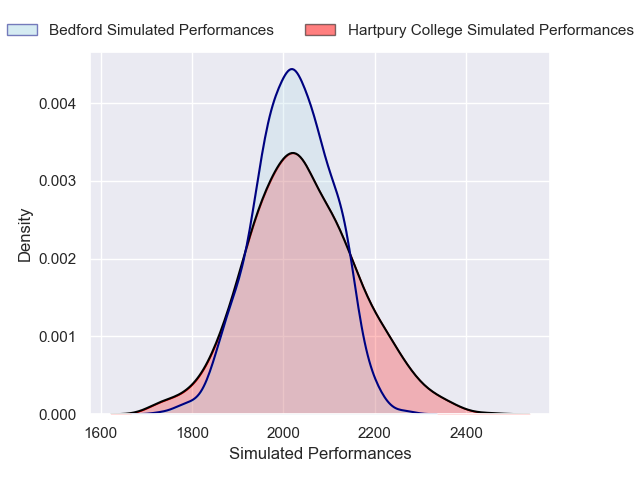 Bedford Simulated Performances
Hartpury College Simulated Performances
0.004
0.003
0.002
0.001
0.000
Density
1600
1800
2000
2200
2400
Simulated Performances